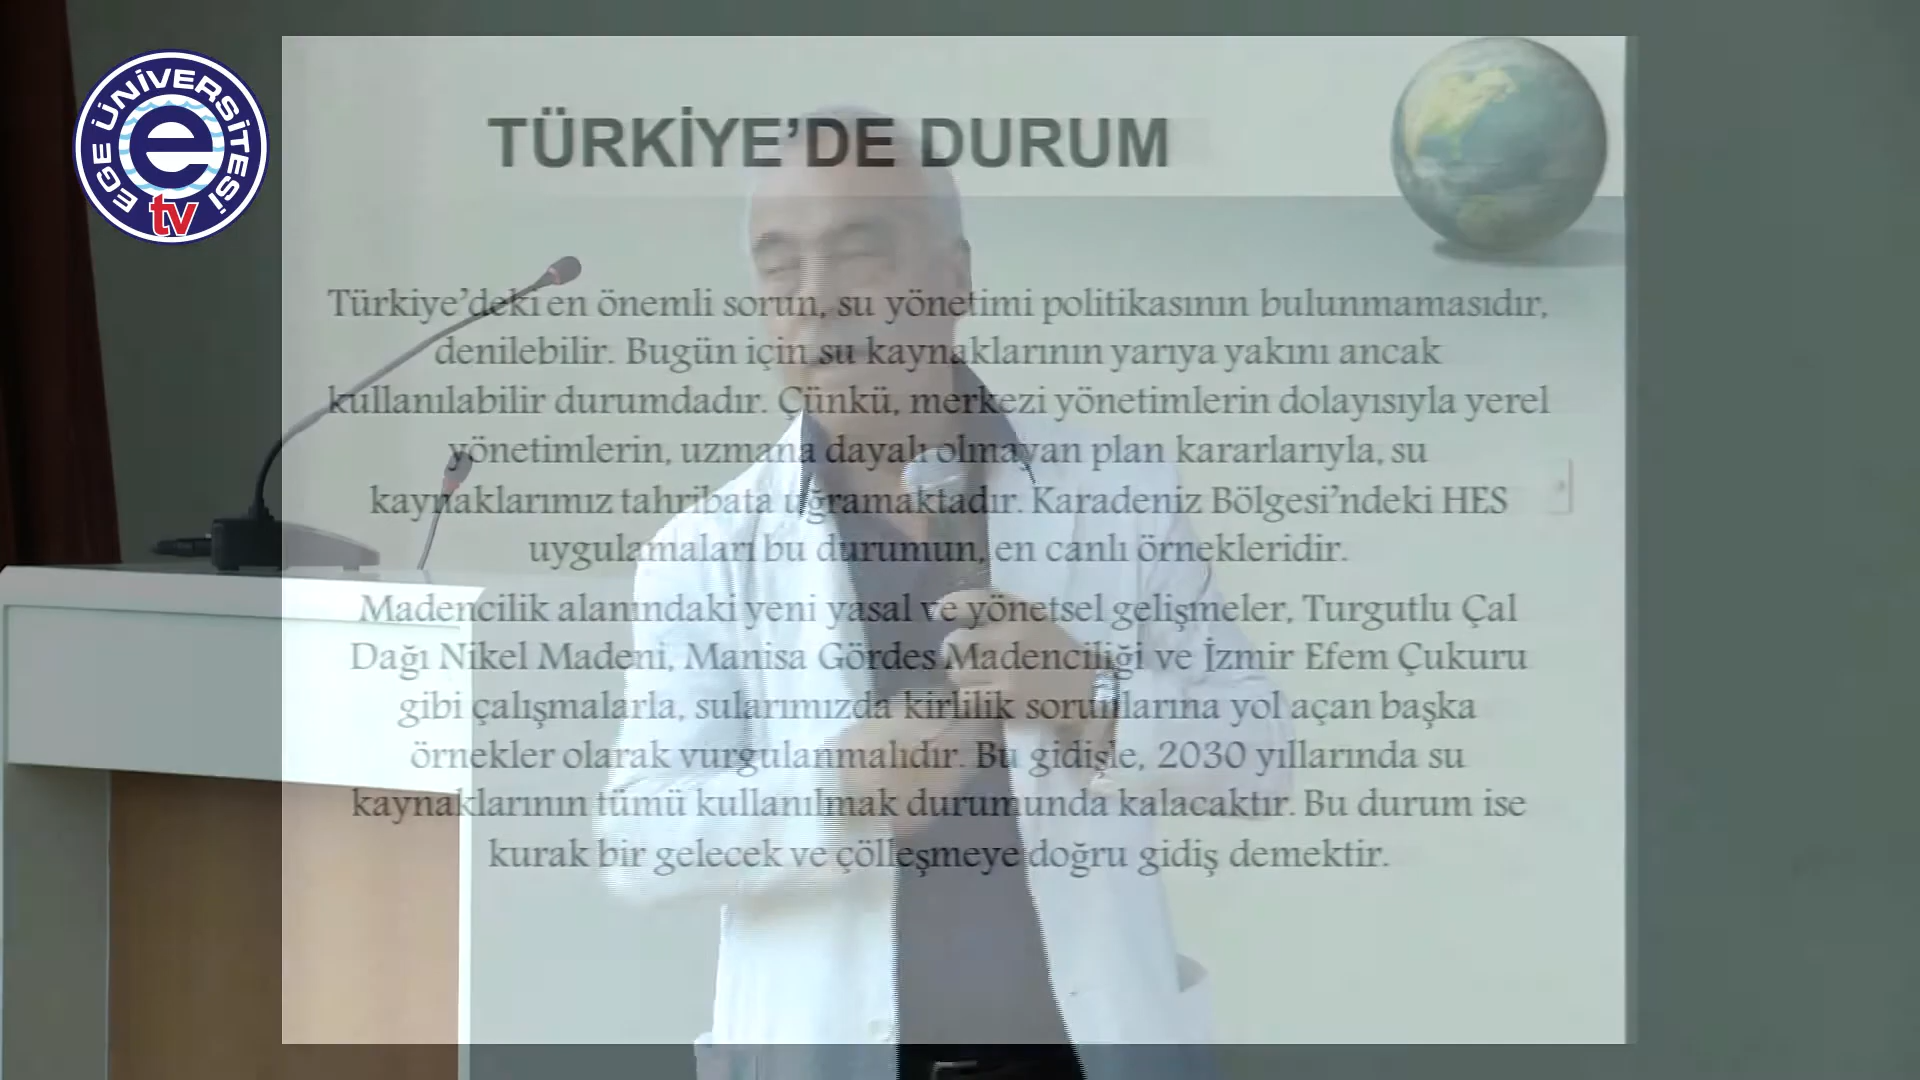 EGE ÜNİVERSİTESİ
e
tv
TÜRKİYE'DE DURUM
Türkiye'deki en önemli sorun, su yönetimi politikasının bulunmamasıdır,
denilebilir. Bugün için su kaynaklarının yarıya yakını ancak
kullanılabilir durumdadır. Çünkü, merkezi yönetimlerin dolayısıyla yerel
yönetimlerin, uzmana dayalı olmayan plan kararlarıyla, su
kaynaklarımız tahribata uğramaktadır. Karadeniz Bölgesi'ndeki HES
uygulamaları bu durumun, en canlı örnekleridir.
Madencilik alanındaki yeni yasal ve yönetsel gelişmeler, Turgutlu Çal
Dağı Nikel Madeni, Manisa Gördes Madenciliği ve İzmir Efem Çukuru
gibi çalışmalarla, sularımızda kirlilik sorunlarına yol açan başka
örnekler olarak vurgulanmalıdır. Bu gidişle, 2030 yıllarında su
kaynaklarının tümü kullanılmak durumunda kalacaktır. Bu durum ise
kurak bir gelecek ve çölleşmeye doğru gidiş demektir.